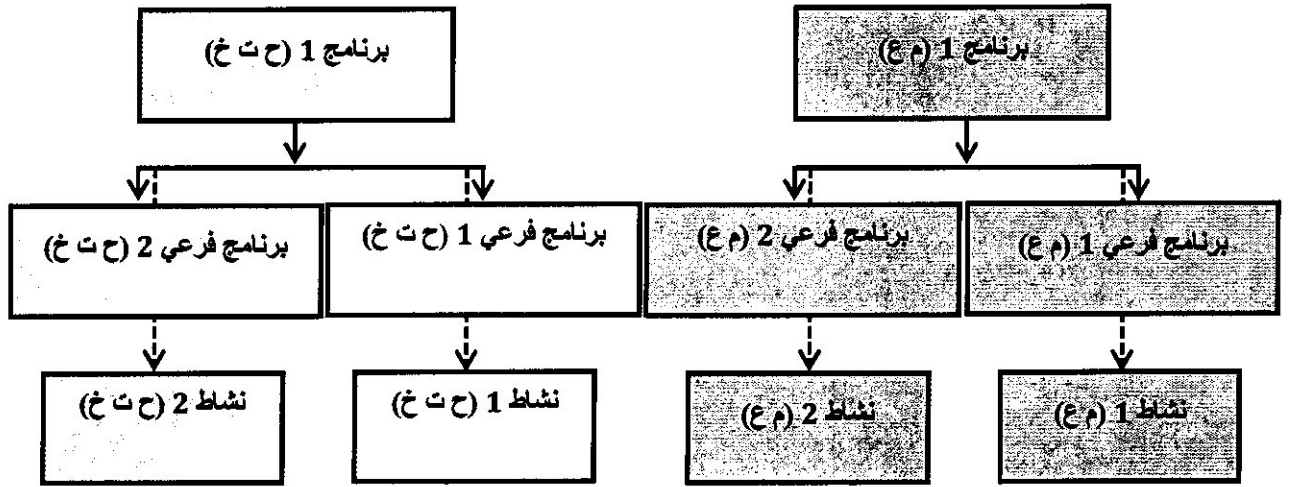 برنامج 1 (م ع)
برنامج 1 (ح ت خ)
برنامج فرعي 1 (م ع)
برنامج فرعي 2 (م ع)
برنامج فرعي 1 (ح ت خ)
برنامج فرعي 2 (ح ت خ)
نشاط 1 (م ع)
نشاط 2 (م ع)
نشاط 1 (ح ت خ)
نشاط 2 (ح ت خ)